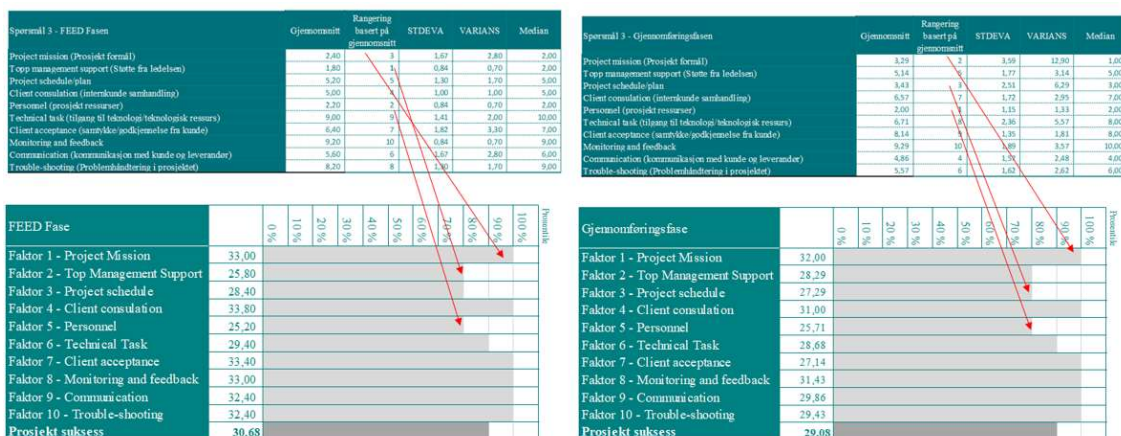 Spørsmål 3 - FEED Fasen Gjennomsnitt Rangering basert på gjennomsnitt STDEVA VARIANS Median
Project mission (Prosjekt formål) 2,40 3 1,67 2,80 2,00
Topp management support (Støtte fra ledelsen) 1,80 1 0,84 0,70 2,00
Project schedule/plan 5,20 5 1,30 1,70 5,00
Client consulation (internkunde samhandling) 5,00 4 1,00 1,00 5,00
Personnel (prosjekt ressurser) 2,20 2 0,84 0,70 2,00
Technical task (tilgang til teknologi/teknologisk ressurs) 9,00 9 1,41 2,00 10,00
Client acceptance (samtykke/godkjennelse fra kunde) 6,40 7 1,82 3,30 7,00
Monitoring and feedback 9,20 10 0,84 0,70 9,00
Communication (kommunikasjon med kunde og leverandør) 5,60 6 1,67 2,80 6,00
Trouble-shooting (Problemhåndtering i prosjektet) 8,20 8 1,30 1,70 9,00
Spørsmål 3 - Gjennomføringsfasen Gjennomsnitt Rangering basert på gjennomsnitt STDEVA VARIANS Median
Project mission (Prosjekt formål) 3,29 2 3,59 12,90 1,00
Topp management support (Støtte fra ledelsen) 5,14 5 1,77 3,14 5,00
Project schedule/plan 3,43 3 2,51 6,29 3,00
Client consulation (internkunde samhandling) 6,57 7 1,72 2,95 7,00
Personnel (prosjekt ressurser) 2,00 1 1,15 1,33 2,00
Technical task (tilgang til teknologi/teknologisk ressurs) 6,71 8 2,36 5,57 8,00
Client acceptance (samtykke/godkjennelse fra kunde) 8,14 9 1,35 1,81 8,00
Monitoring and feedback 9,29 10 1,89 3,57 10,00
Communication (kommunikasjon med kunde og leverandør) 4,86 4 1,57 2,48 4,00
Trouble-shooting (Problemhåndtering i prosjektet) 5,57 6 1,62 2,62 6,00
FEED Fase 0 % 10 % 20 % 30 % 40 % 50 % 60 % 70 % 80 % 90 % 100 % Prosentile
Faktor 1 - Project Mission 33,00
Faktor 2 - Top Management Support 25,80
Faktor 3 - Project schedule 28,40
Faktor 4 - Client consulation 33,80
Faktor 5 - Personnel 25,20
Faktor 6 - Technical Task 29,40
Faktor 7 - Client acceptance 33,40
Faktor 8 - Monitoring and feedback 33,00
Faktor 9 - Communication 32,40
Faktor 10 - Trouble-shooting 32,40
Prosjekt suksess 30,68
Gjennomføringsfase 0 % 10 % 20 % 30 % 40 % 50 % 60 % 70 % 80 % 90 % 100 % Prosentile
Faktor 1 - Project Mission 32,00
Faktor 2 - Top Management Support 28,29
Faktor 3 - Project schedule 27,29
Faktor 4 - Client consulation 31,00
Faktor 5 - Personnel 25,71
Faktor 6 - Technical Task 28,68
Faktor 7 - Client acceptance 27,14
Faktor 8 - Monitoring and feedback 31,43
Faktor 9 - Communication 29,86
Faktor 10 - Trouble-shooting 29,43
Prosjekt suksess 29,08